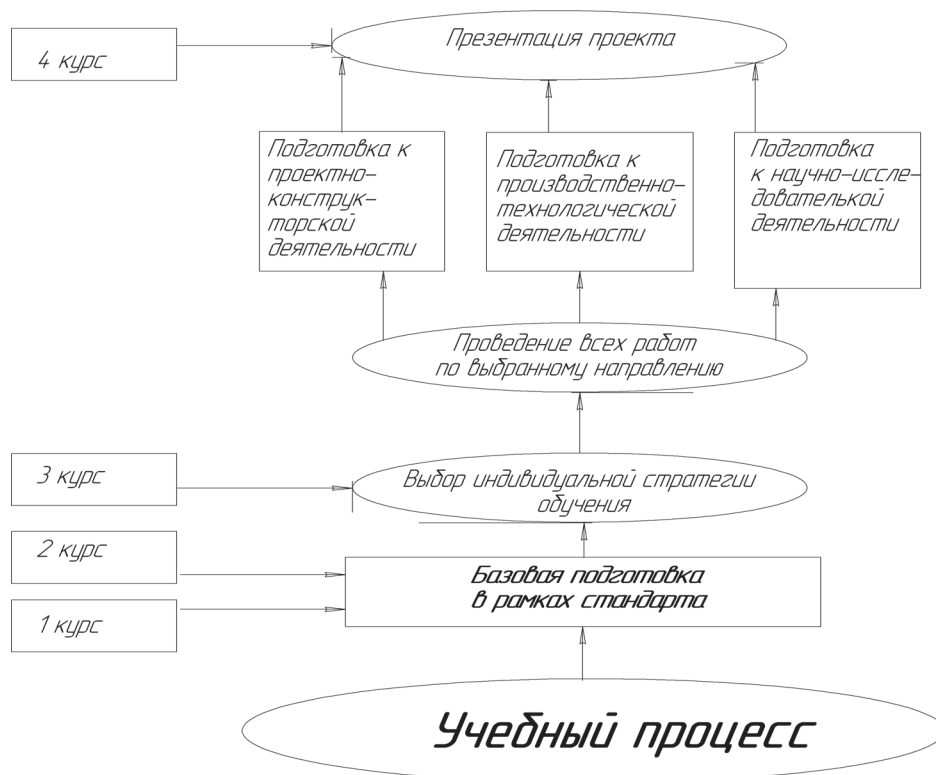 Презентация проекта
4 курс
Подготовка к
проектно-
конструк-
торской
деятельности
Подготовка к
производственно-
технологической
деятельности
Подготовка
к научно-иссле-
дователькой
деятельности
Проведение всех работ
по выбранному направлению
3 курс
Выбор индивидуальной стратегии
обучения
2 курс
Базовая подготовка
в рамках стандарта
1 курс
Учебный процесс